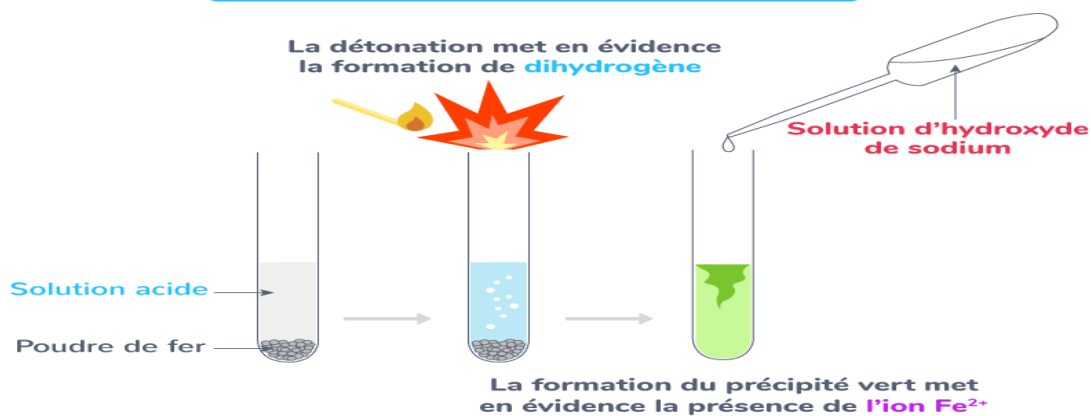 La détonation met en évidence
la formation de dihydrogène
Solution d'hydroxyde
de sodium
Solution acide
Poudre de fer
La formation du précipité vert met
en évidence la présence de l'ion Fe²⁺